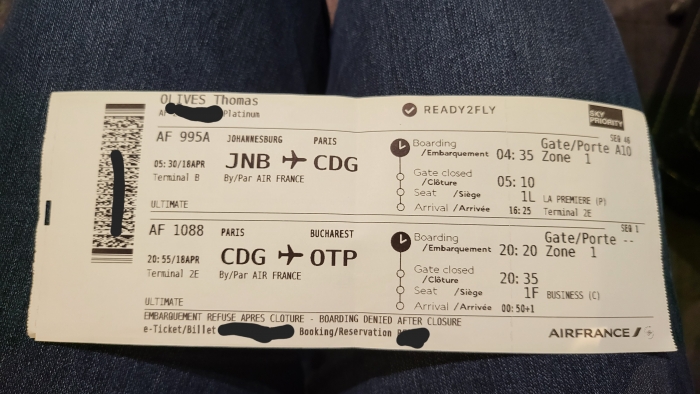 OLIVES Thomas
Platinum
READY2FLY
SKY PRIORITY
AF 995A JOHANNESBURG PARIS
SEQ 46
05:30/18APR JNB CDG
Terminal B By/Par AIR FRANCE
ULTIMATE
Boarding /Embarquement 04:35 Gate/Porte A10
Zone 1
Gate closed /Clôture 05:10
Seat /Siège 1L LA PREMIERE (P)
Arrival /Arrivée 16:25 Terminal 2E
AF 1088 PARIS BUCHAREST
SEQ 1
20:55/18APR CDG OTP
Terminal 2E By/Par AIR FRANCE
ULTIMATE
Boarding /Embarquement 20:20 Gate/Porte --
Zone 1
Gate closed /Clôture 20:35
Seat /Siège 1F BUSINESS (C)
Arrival /Arrivée 00:50+1
EMBARQUEMENT REFUSE APRES CLOTURE - BOARDING DENIED AFTER CLOSURE
e-Ticket/Billet Booking/Reservation
AIRFRANCE